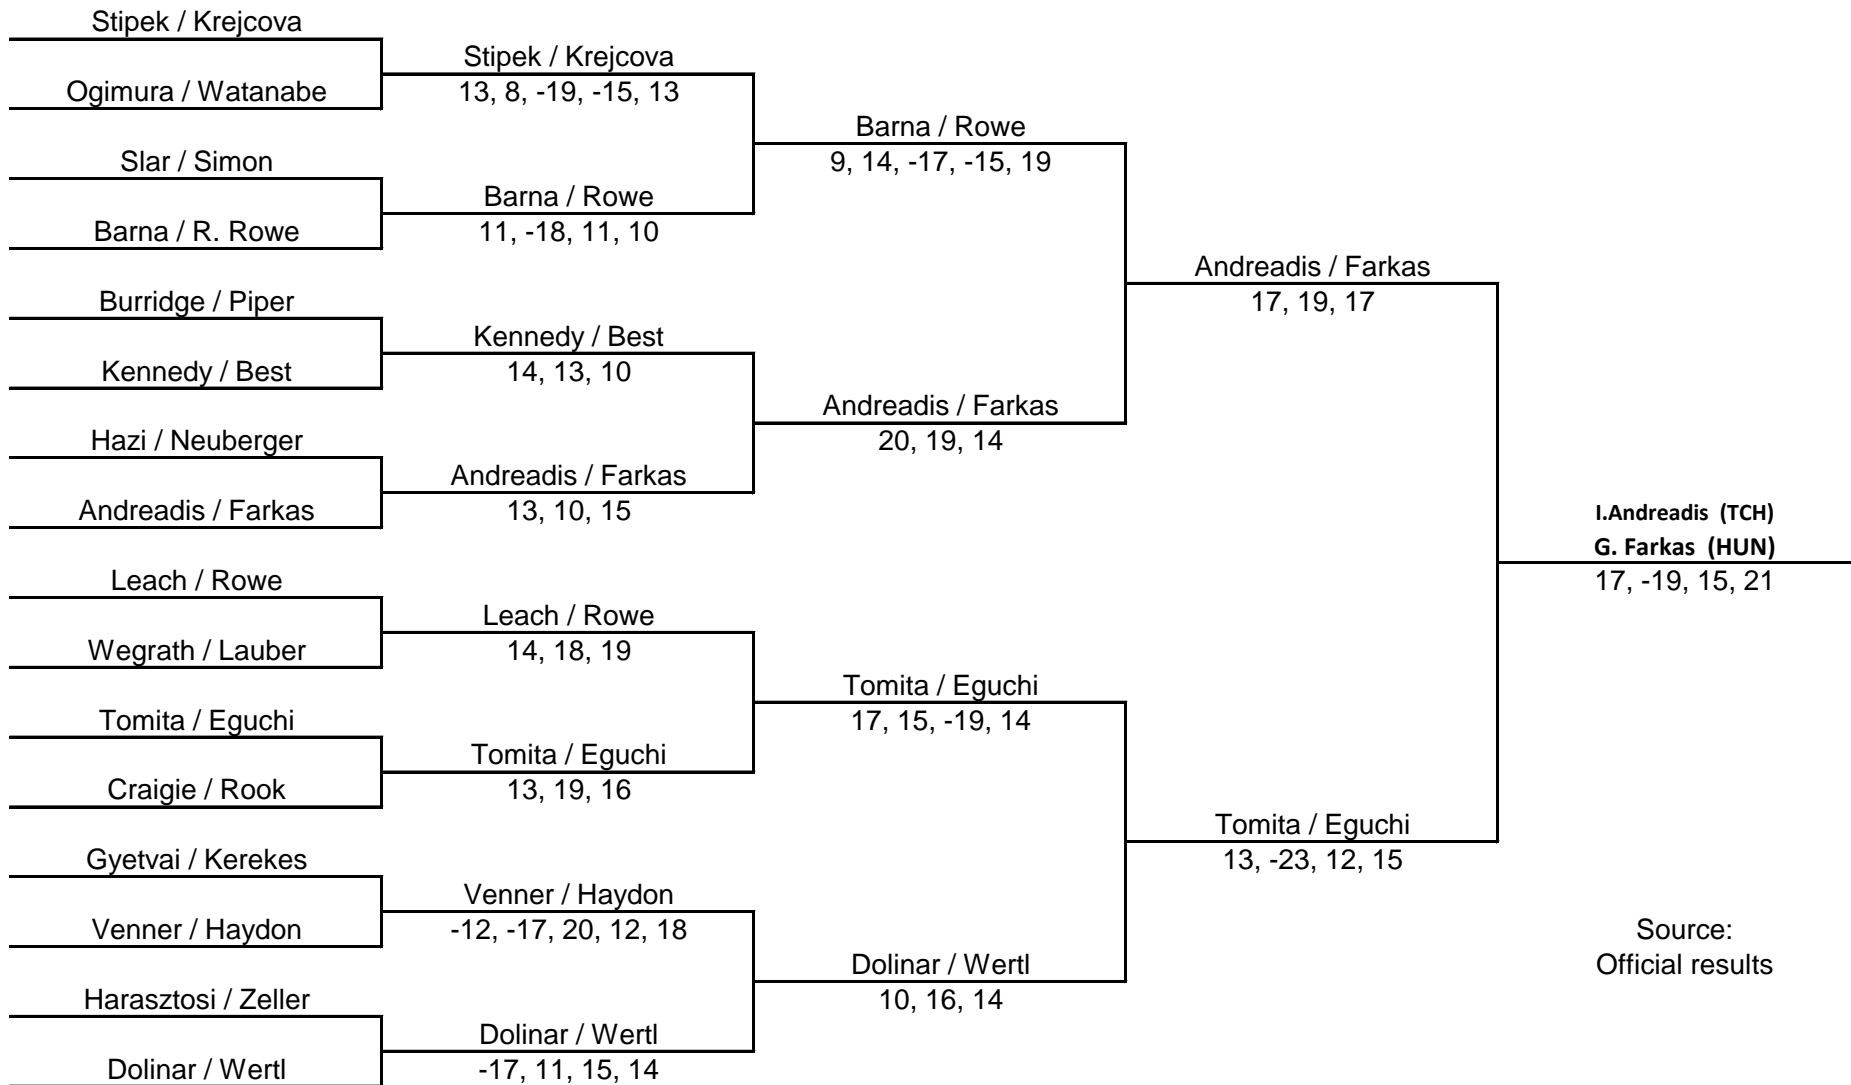 Stipek / Krejcova
Ogimura / Watanabe
Slar / Simon
Barna / R. Rowe
Burridge / Piper
Kennedy / Best
Hazi / Neuberger
Andreadis / Farkas
Leach / Rowe
Wegrath / Lauber
Tomita / Eguchi
Craigie / Rook
Gyetvai / Kerekes
Venner / Haydon
Harasztosi / Zeller
Dolinar / Wertl
Stipek / Krejcova
13, 8, -19, -15, 13
Barna / Rowe
11, -18, 11, 10
Kennedy / Best
14, 13, 10
Andreadis / Farkas
13, 10, 15
Leach / Rowe
14, 18, 19
Tomita / Eguchi
13, 19, 16
Venner / Haydon
-12, -17, 20, 12, 18
Dolinar / Wertl
-17, 11, 15, 14
Barna / Rowe
9, 14, -17, -15, 19
Andreadis / Farkas
20, 19, 14
Tomita / Eguchi
17, 15, -19, 14
Dolinar / Wertl
10, 16, 14
Andreadis / Farkas
17, 19, 17
Tomita / Eguchi
13, -23, 12, 15
I.Andreadis (TCH)
G. Farkas (HUN)
17, -19, 15, 21
Source:
Official results